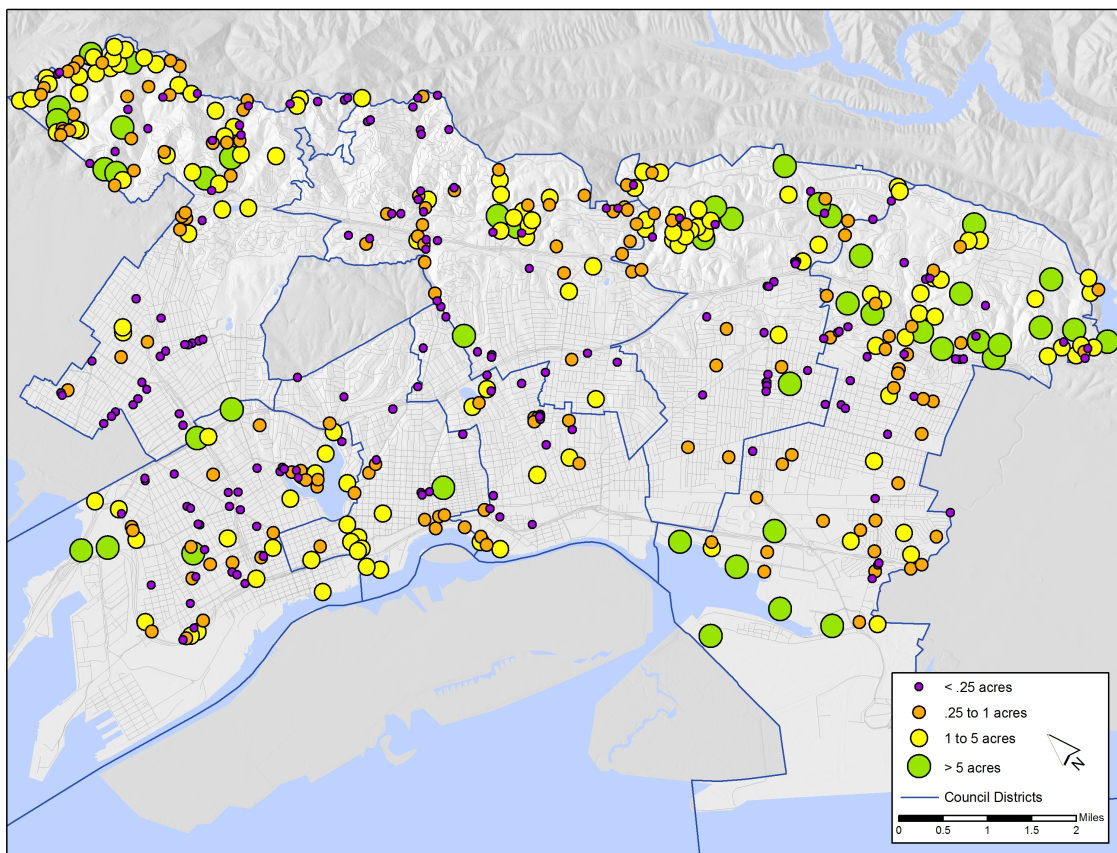 < .25 acres
.25 to 1 acres
1 to 5 acres
> 5 acres
N
Council Districts
Miles
0 0.5 1 1.5 2